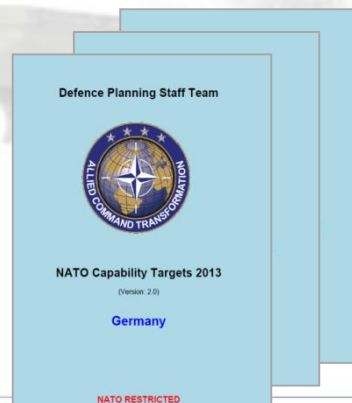 Defence Planning Staff Team
ALLIED COMMAND TRANSFORMATION
NATO Capability Targets 2013
(Version: 2.0)
Germany
NATO RESTRICTED